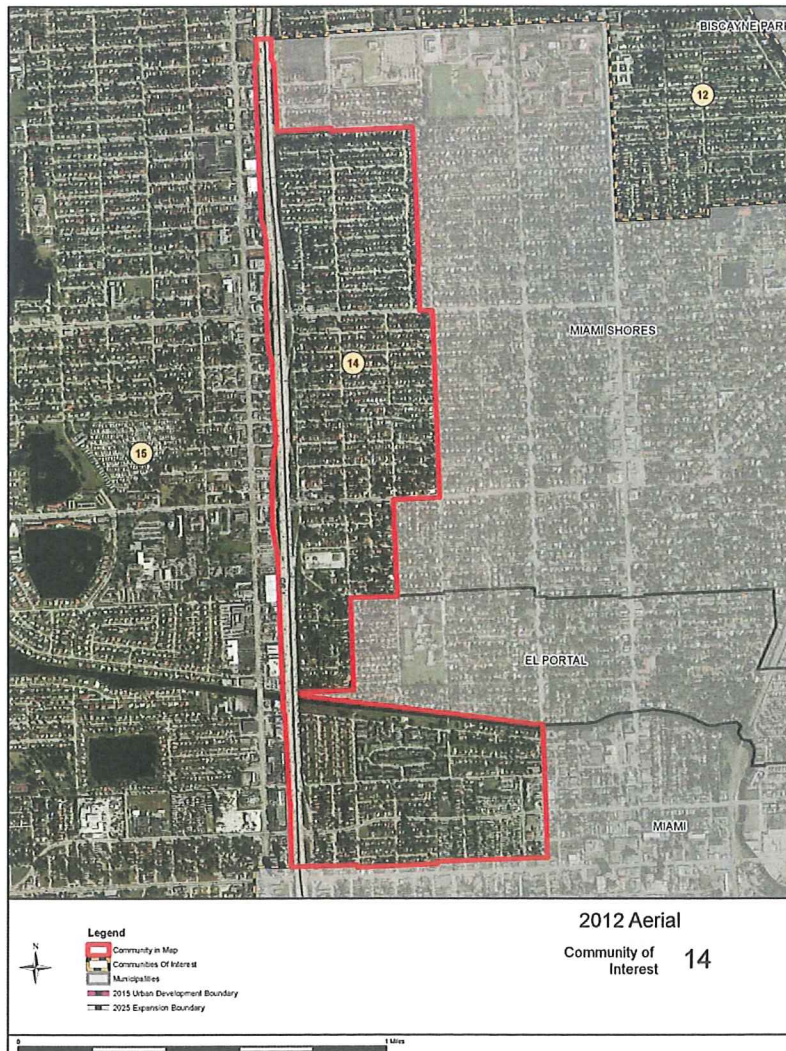 BISCAYNE PARK
12
MIAMI SHORES
14
15
EL PORTAL
MIAMI
2012 Aerial
Community of Interest 14
N
Legend
Community in Map
Communities Of Interest
Municipalities
2015 Urban Development Boundary
2025 Expansion Boundary
0
1 Miles